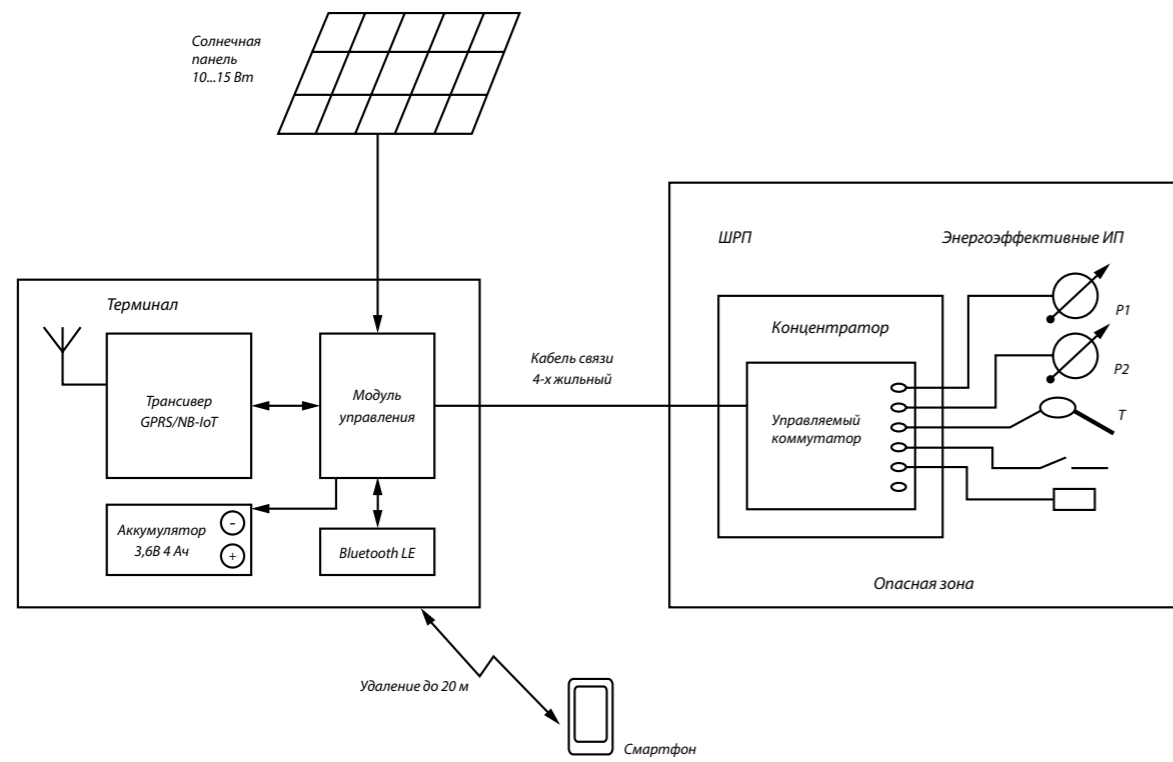 Солнечная
панель
10...15 Вт
ШРП
Энергоэффективные ИП
Терминал
P1
Концентратор
Кабель связи
4-х жильный
P2
Трансивер
GPRS/NB-IoT
Модуль
управления
Управляемый
коммутатор
T
Аккумулятор
3,6В 4 Ач
-
+
Bluetooth LE
Опасная зона
Удаление до 20 м
Смартфон